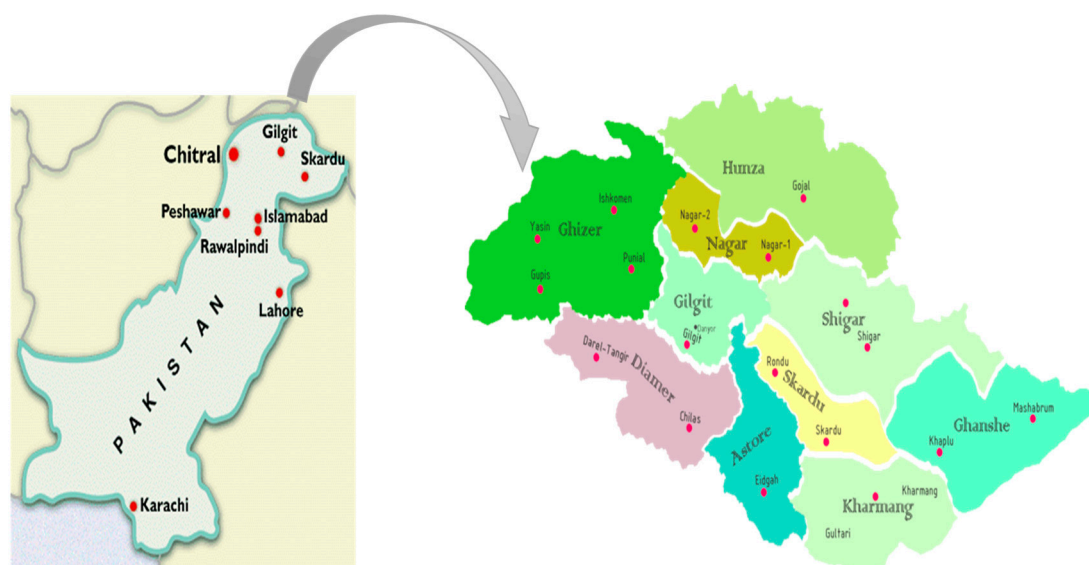 Gilgit
Chitral
Skardu
Peshawar
Islamabad
Rawalpindi
Lahore
PAKISTAN
Karachi
Hunza
Gojal
Ishkomen
Yasin
Ghizer
Nagar-2
Nagar
Nagar-1
Punial
Gupis
Gilgit
Danyor
Gilgit
Shigar
Shigar
Darel-Tangir
Diamer
Chilas
Rondu
Skardu
Skardu
Astore
Eidgah
Mashabrum
Ghanshe
Khaplu
Kharmang
Kharmang
Gultari